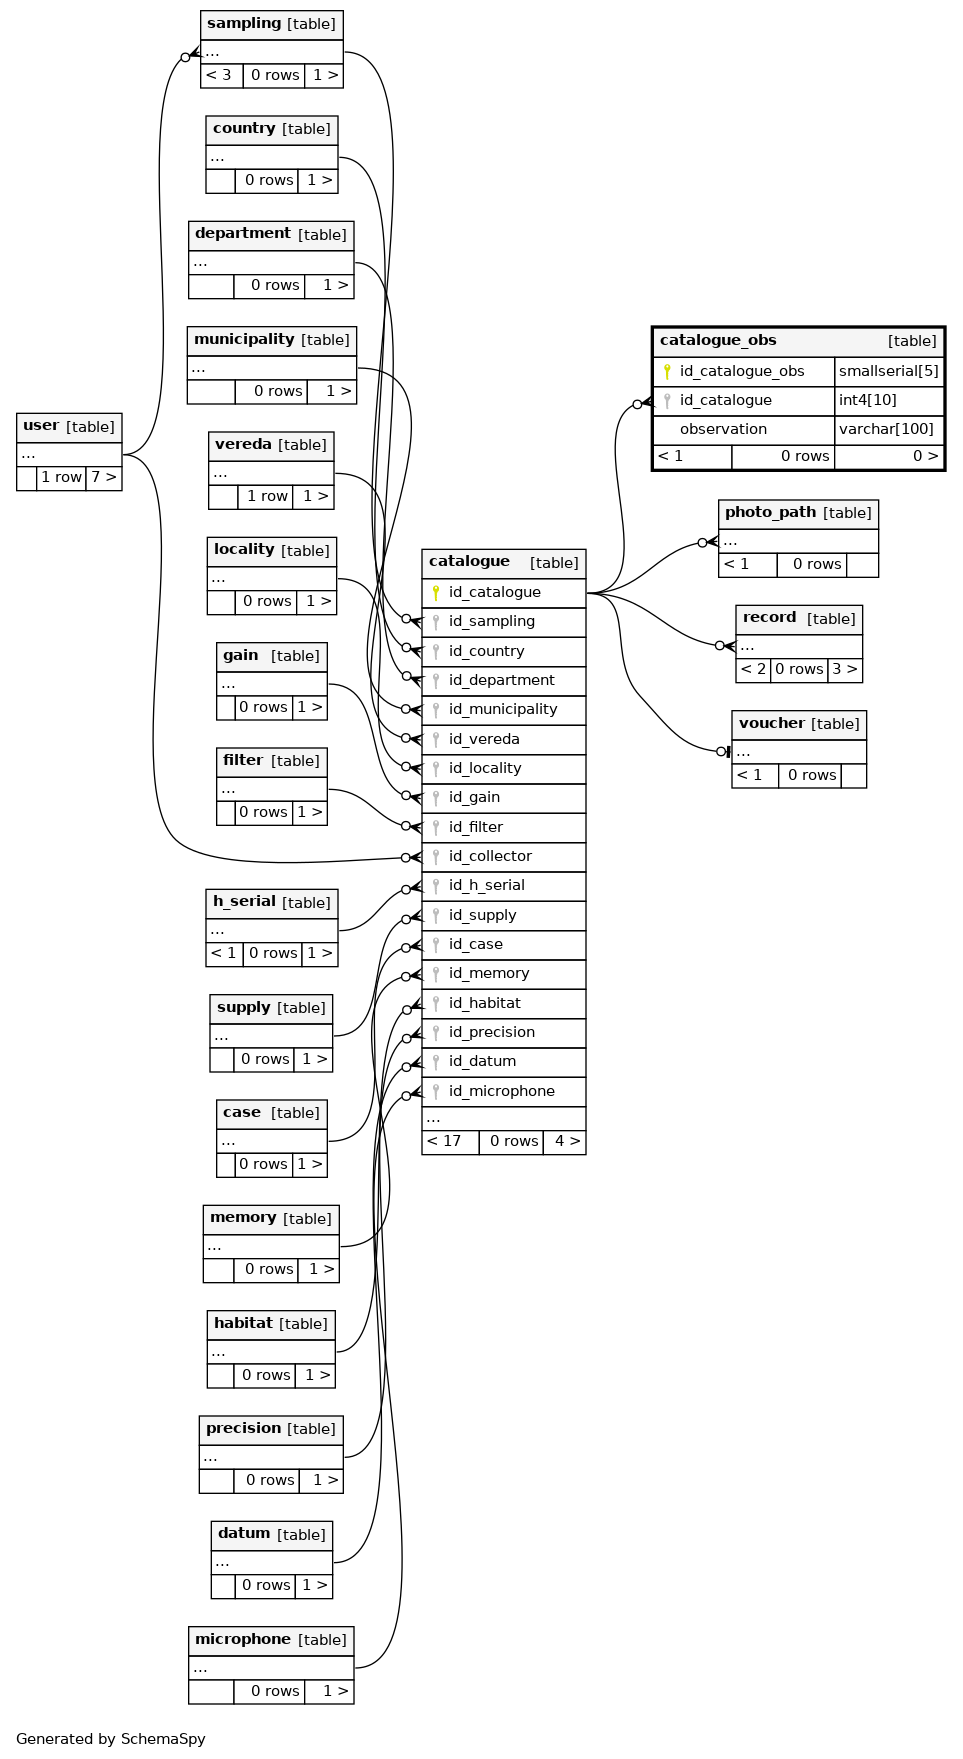 sampling [table]
...
< 3 0 rows 1 >
country [table]
...
0 rows 1 >
department [table]
...
0 rows 1 >
municipality [table]
...
0 rows 1 >
user [table]
...
1 row 7 >
vereda [table]
...
1 row 1 >
locality [table]
...
0 rows 1 >
gain [table]
...
0 rows 1 >
filter [table]
...
0 rows 1 >
h_serial [table]
...
< 1 0 rows 1 >
supply [table]
...
0 rows 1 >
case [table]
...
0 rows 1 >
memory [table]
...
0 rows 1 >
habitat [table]
...
0 rows 1 >
precision [table]
...
0 rows 1 >
datum [table]
...
0 rows 1 >
microphone [table]
...
0 rows 1 >
catalogue [table]
id_catalogue
id_sampling
id_country
id_department
id_municipality
id_vereda
id_locality
id_gain
id_filter
id_collector
id_h_serial
id_supply
id_case
id_memory
id_habitat
id_precision
id_datum
id_microphone
...
< 17 0 rows 4 >
catalogue_obs [table]
id_catalogue_obs smallserial[5]
id_catalogue int4[10]
observation varchar[100]
< 1 0 rows 0 >
photo_path [table]
...
< 1 0 rows
record [table]
...
< 2 0 rows 3 >
voucher [table]
...
< 1 0 rows
Generated by SchemaSpy